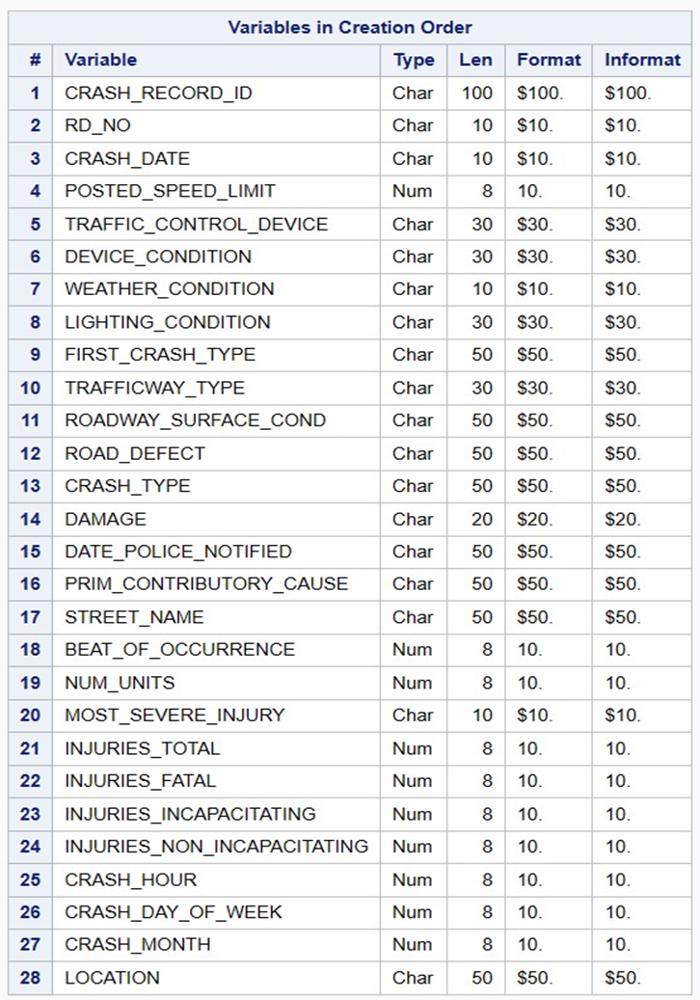 Variables in Creation Order
# Variable Type Len Format Informat
1 CRASH_RECORD_ID Char 100 $100. $100.
2 RD_NO Char 10 $10. $10.
3 CRASH_DATE Char 10 $10. $10.
4 POSTED_SPEED_LIMIT Num 8 10. 10.
5 TRAFFIC_CONTROL_DEVICE Char 30 $30. $30.
6 DEVICE_CONDITION Char 30 $30. $30.
7 WEATHER_CONDITION Char 10 $10. $10.
8 LIGHTING_CONDITION Char 30 $30. $30.
9 FIRST_CRASH_TYPE Char 50 $50. $50.
10 TRAFFICWAY_TYPE Char 30 $30. $30.
11 ROADWAY_SURFACE_COND Char 50 $50. $50.
12 ROAD_DEFECT Char 50 $50. $50.
13 CRASH_TYPE Char 50 $50. $50.
14 DAMAGE Char 20 $20. $20.
15 DATE_POLICE_NOTIFIED Char 50 $50. $50.
16 PRIM_CONTRIBUTORY_CAUSE Char 50 $50. $50.
17 STREET_NAME Char 50 $50. $50.
18 BEAT_OF_OCCURRENCE Num 8 10. 10.
19 NUM_UNITS Num 8 10. 10.
20 MOST_SEVERE_INJURY Char 10 $10. $10.
21 INJURIES_TOTAL Num 8 10. 10.
22 INJURIES_FATAL Num 8 10. 10.
23 INJURIES_INCAPACITATING Num 8 10. 10.
24 INJURIES_NON_INCAPACITATING Num 8 10. 10.
25 CRASH_HOUR Num 8 10. 10.
26 CRASH_DAY_OF_WEEK Num 8 10. 10.
27 CRASH_MONTH Num 8 10. 10.
28 LOCATION Char 50 $50. $50.